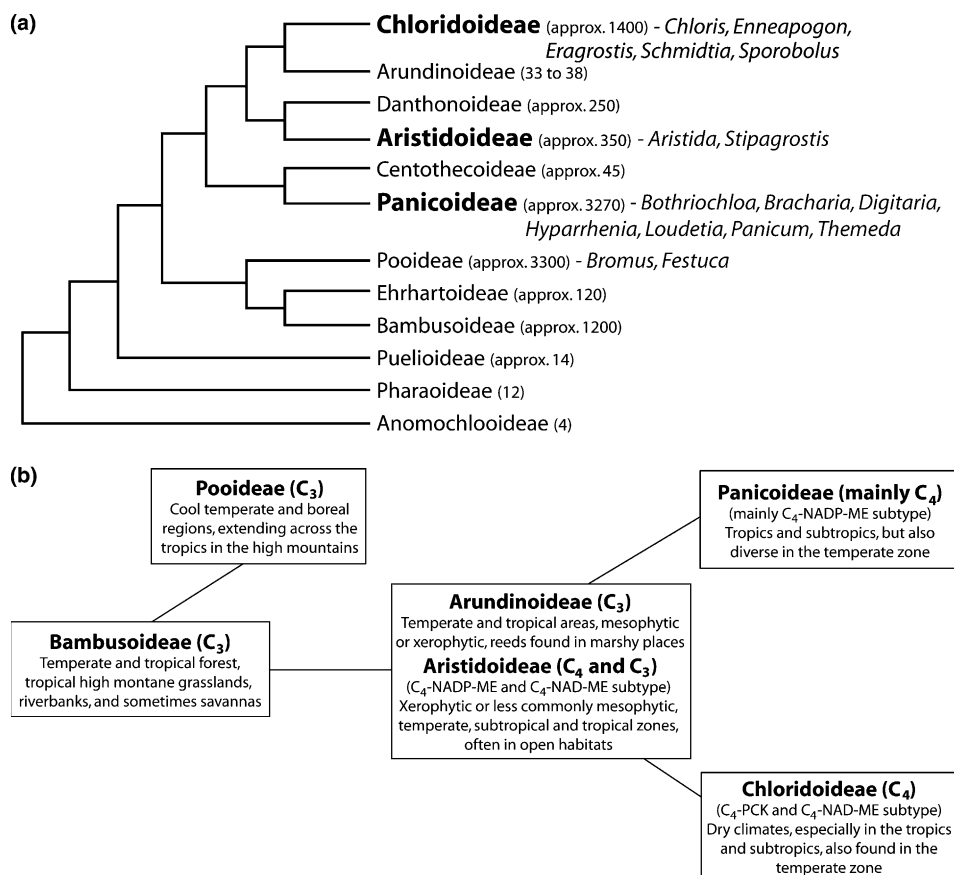 (a)
Chloridoideae (approx. 1400) - Chloris, Enneapogon,
Eragrostis, Schmidtia, Sporobolus
Arundinoideae (33 to 38)
Danthonoideae (approx. 250)
Aristidoideae (approx. 350) - Aristida, Stipagrostis
Centothecoideae (approx. 45)
Panicoideae (approx. 3270) - Bothriochloa, Bracharia, Digitaria,
Hyparrhenia, Loudetia, Panicum, Themeda
Pooideae (approx. 3300) - Bromus, Festuca
Ehrhartoideae (approx. 120)
Bambusoideae (approx. 1200)
Puelioideae (approx. 14)
Pharaoideae (12)
Anomochlooideae (4)
(b)
Pooideae (C₃)
Cool temperate and boreal
regions, extending across the
tropics in the high mountains
Bambusoideae (C₃)
Temperate and tropical forest,
tropical high montane grasslands,
riverbanks, and sometimes savannas
Arundinoideae (C₃)
Temperate and tropical areas, mesophytic
or xerophytic, reeds found in marshy places
Aristidoideae (C₄ and C₃)
(C₄-NADP-ME and C₄-NAD-ME subtype)
Xerophytic or less commonly mesophytic,
temperate, subtropical and tropical zones,
often in open habitats
Panicoideae (mainly C₄)
(mainly C₄-NADP-ME subtype)
Tropics and subtropics, but also
diverse in the temperate zone
Chloridoideae (C₄)
(C₄-PCK and C₄-NAD-ME subtype)
Dry climates, especially in the tropics
and subtropics, also found in the
temperate zone